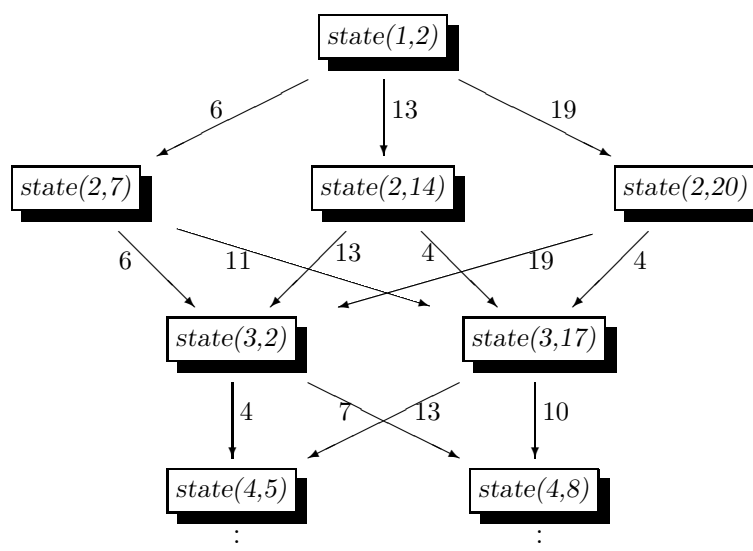 state(1,2)
6 13 19
state(2,7) state(2,14) state(2,20)
6 11 13 4 19 4
state(3,2) state(3,17)
4 7 13 10
state(4,5) state(4,8)
⋮ ⋮